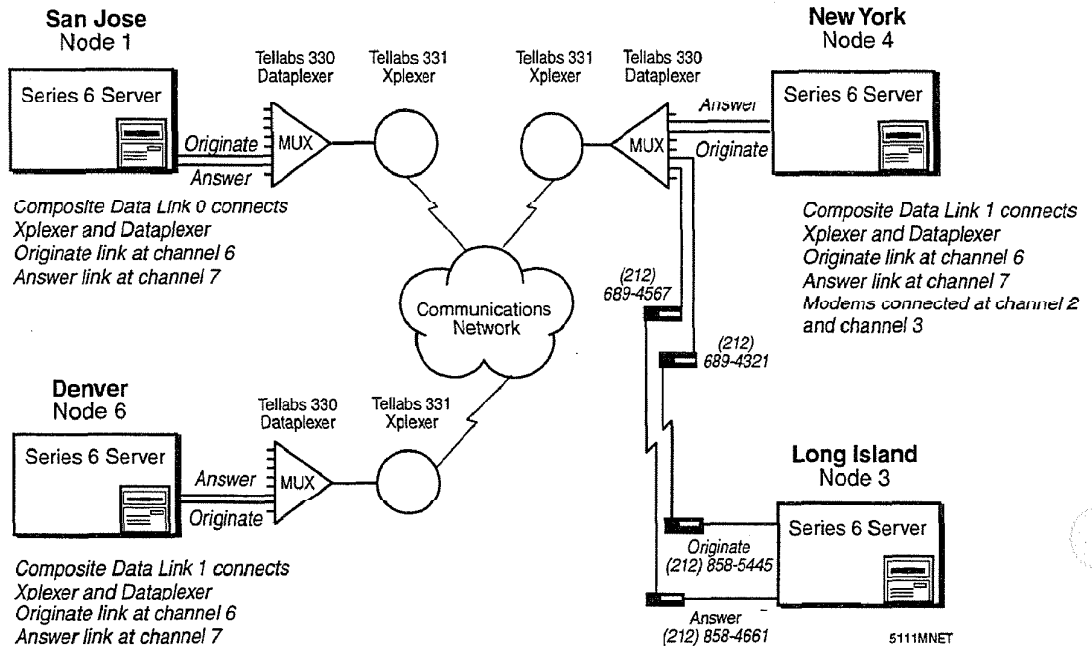 San Jose
Node 1
Series 6 Server
Originate
Answer
Tellabs 330
Dataplexer
MUX
Tellabs 331
Xplexer
Composite Data Link 0 connects
Xplexer and Dataplexer
Originate link at channel 6
Answer link at channel 7
Tellabs 331
Xplexer
Tellabs 330
Dataplexer
MUX
New York
Node 4
Answer
Originate
Series 6 Server
Composite Data Link 1 connects
Xplexer and Dataplexer
Originate link at channel 6
Answer link at channel 7
Modems connected at channel 2
and channel 3
Communications
Network
(212)
689-4567
(212)
689-4321
Denver
Node 6
Series 6 Server
Answer
Originate
Tellabs 330
Dataplexer
MUX
Tellabs 331
Xplexer
Composite Data Link 1 connects
Xplexer and Dataplexer
Originate link at channel 6
Answer link at channel 7
Long Island
Node 3
Series 6 Server
Originate
(212) 858-5445
Answer
(212) 858-4661
5111MNET